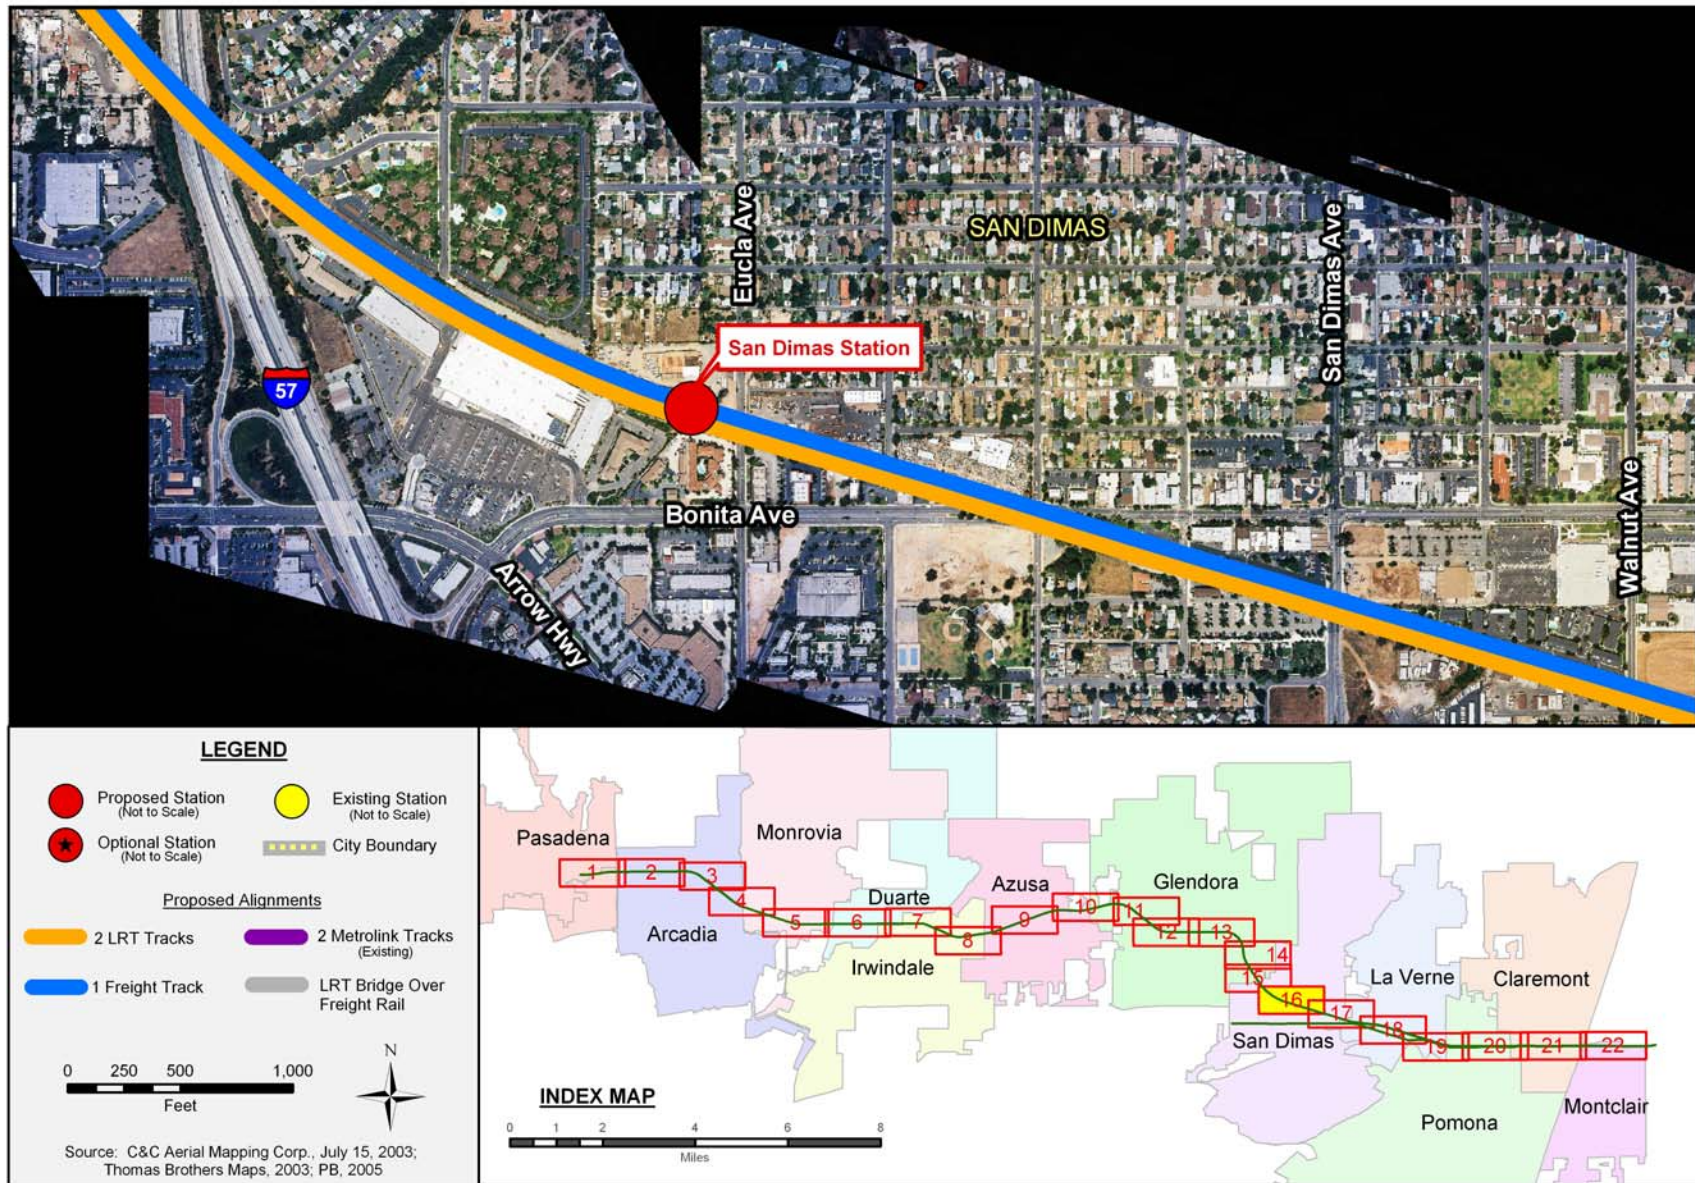 Eucla Ave
SAN DIMAS
San Dimas Ave
San Dimas Station
57
Bonita Ave
Walnut Ave
Arrow Hwy
LEGEND
Proposed Station
(Not to Scale)
Existing Station
(Not to Scale)
Optional Station
(Not to Scale)
City Boundary
Proposed Alignments
2 LRT Tracks
2 Metrolink Tracks
(Existing)
1 Freight Track
LRT Bridge Over
Freight Rail
N
0 250 500 1,000
Feet
Source: C&C Aerial Mapping Corp., July 15, 2003;
Thomas Brothers Maps, 2003; PB, 2005
Pasadena
Monrovia
Duarte
Azusa
Glendora
Arcadia
Irwindale
La Verne
Claremont
San Dimas
Pomona
Montclair
1
2
3
4
5
6
7
8
9
10
11
12
13
14
15
16
17
18
19
20
21
22
INDEX MAP
0 1 2 4 6 8
Miles